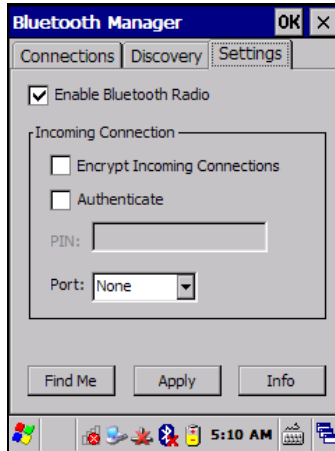 Bluetooth Manager OK ×
Connections Discovery Settings
Enable Bluetooth Radio
Incoming Connection
Encrypt Incoming Connections
Authenticate
PIN:
Port: None
Find Me Apply Info
5:10 AM